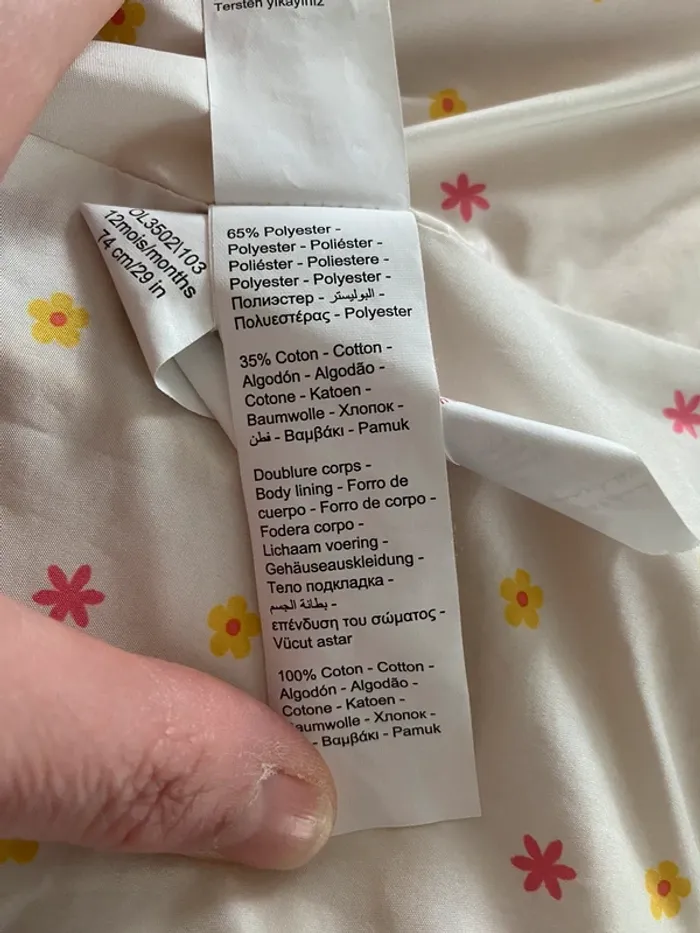 Tersten yıkayınız
OL3502\103
12mois/months
74 cm/29 in
65% Polyester -
Polyester - Poliéster -
Poliéster - Poliestere -
Polyester - Polyester -
Полиэстер - البوليستر -
Πολυεστέρας - Polyester
35% Coton - Cotton -
Algodón - Algodão -
Cotone - Katoen -
Baumwolle - Хлопок -
قطن - Βαμβάκι - Pamuk
Doublure corps -
Body lining - Forro de
cuerpo - Forro de corpo -
Fodera corpo -
Lichaam voering -
Gehäuseauskleidung -
Тело подкладка -
بطانة الجسم -
επένδυση του σώματος -
Vücut astar
100% Coton - Cotton -
Algodón - Algodão -
Cotone - Katoen -
aumwolle - Хлопок -
- Βαμβάκι - Pamuk